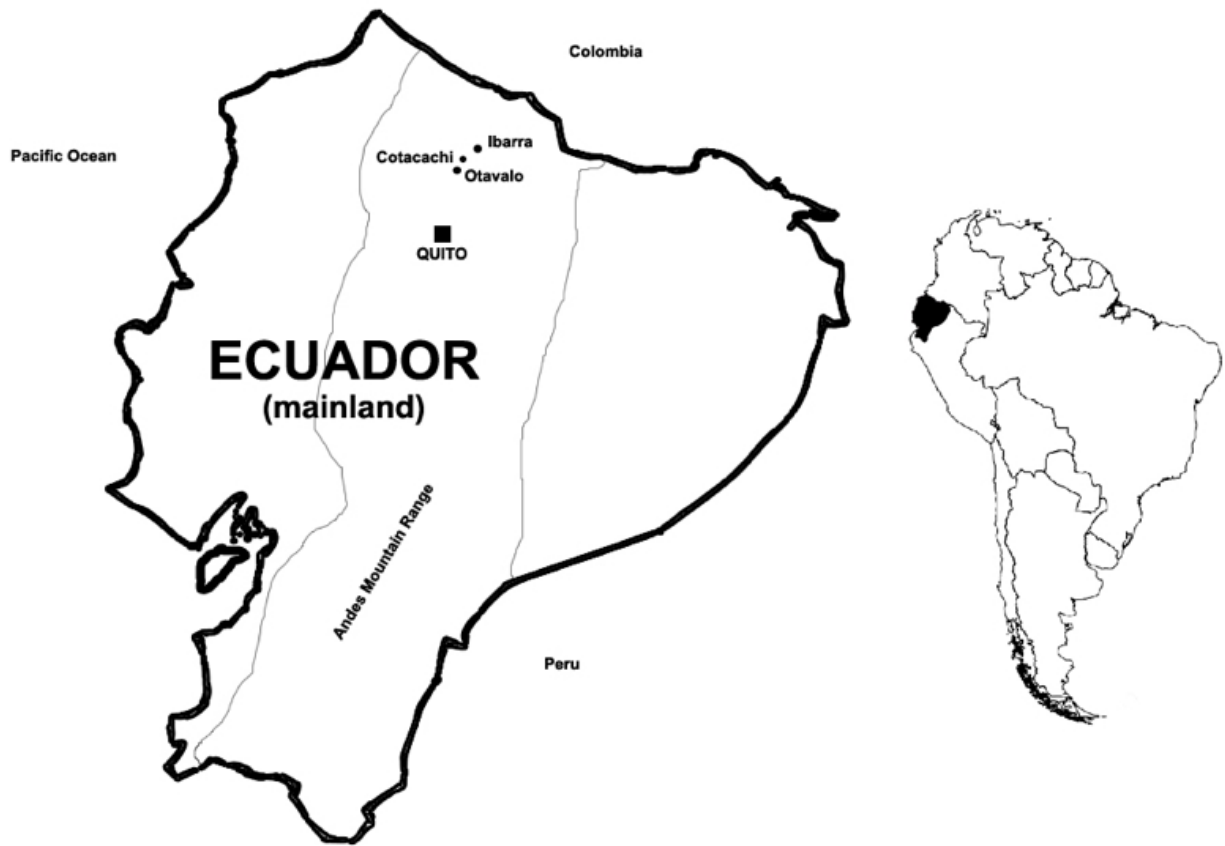 Colombia
Pacific Ocean
Ibarra
Cotacachi
Otavalo
QUITO
ECUADOR
(mainland)
Andes Mountain Range
Peru